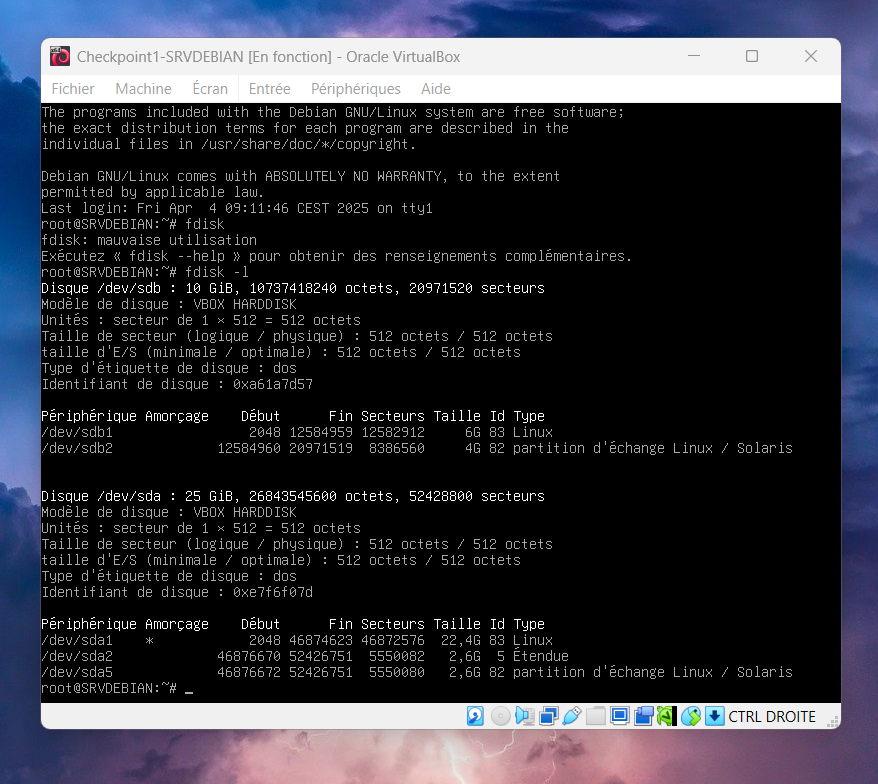 Checkpoint1-SRVDEBIAN [En fonction] - Oracle VirtualBox
Fichier Machine Écran Entrée Périphériques Aide
The programs included with the Debian GNU/Linux system are free software;
the exact distribution terms for each program are described in the
individual files in /usr/share/doc/*/copyright.
Debian GNU/Linux comes with ABSOLUTELY NO WARRANTY, to the extent
permitted by applicable law.
Last login: Fri Apr  4 09:11:46 CEST 2025 on tty1
root@SRVDEBIAN:~# fdisk
fdisk: mauvaise utilisation
Exécutez « fdisk --help » pour obtenir des renseignements complémentaires.
root@SRVDEBIAN:~# fdisk -l
Disque /dev/sdb : 10 GiB, 10737418240 octets, 20971520 secteurs
Modèle de disque : VBOX HARDDISK
Unités : secteur de 1 × 512 = 512 octets
Taille de secteur (logique / physique) : 512 octets / 512 octets
taille d'E/S (minimale / optimale) : 512 octets / 512 octets
Type d'étiquette de disque : dos
Identifiant de disque : 0xa61a7d57
Périphérique Amorçage    Début      Fin Secteurs Taille Id Type
/dev/sdb1                 2048 12584959 12582912     6G 83 Linux
/dev/sdb2             12584960 20971519  8386560     4G 82 partition d'échange Linux / Solaris
Disque /dev/sda : 25 GiB, 26843545600 octets, 52428800 secteurs
Modèle de disque : VBOX HARDDISK
Unités : secteur de 1 × 512 = 512 octets
Taille de secteur (logique / physique) : 512 octets / 512 octets
taille d'E/S (minimale / optimale) : 512 octets / 512 octets
Type d'étiquette de disque : dos
Identifiant de disque : 0xe7f6f07d
Périphérique Amorçage    Début      Fin Secteurs Taille Id Type
/dev/sda1    *            2048 46874623 46872576  22,4G 83 Linux
/dev/sda2             46876670 52426751  5550082   2,6G  5 Étendue
/dev/sda5             46876672 52426751  5550080   2,6G 82 partition d'échange Linux / Solaris
root@SRVDEBIAN:~# _
CTRL DROITE